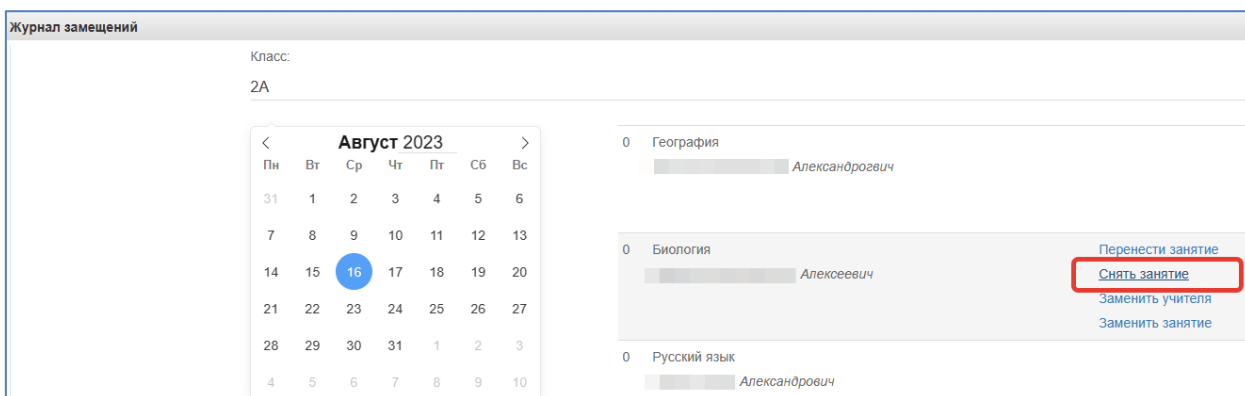 Журнал замещений
Класс:
2А
Август 2023
Пн Вт Ср Чт Пт Сб Вс
31 1 2 3 4 5 6
7 8 9 10 11 12 13
14 15 16 17 18 19 20
21 22 23 24 25 26 27
28 29 30 31 1 2 3
4 5 6 7 8 9 10
0 География
Александрогвич
0 Биология
Алексеевич
Перенести занятие
Снять занятие
Заменить учителя
Заменить занятие
0 Русский язык
Александрович